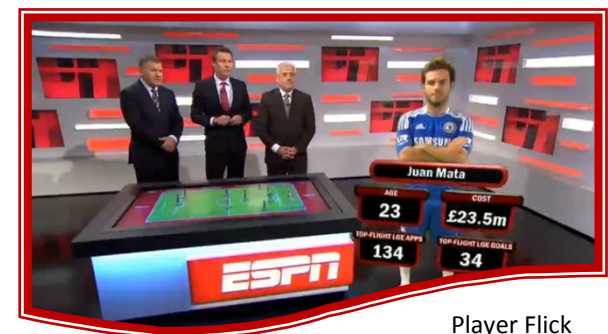 SAMSUNG
Juan Mata
AGE
COST
23
£23.5m
TOP-FLIGHT LGE APPS
TOP-FLIGHT LGE GOALS
134
34
ESPN
Player Flick